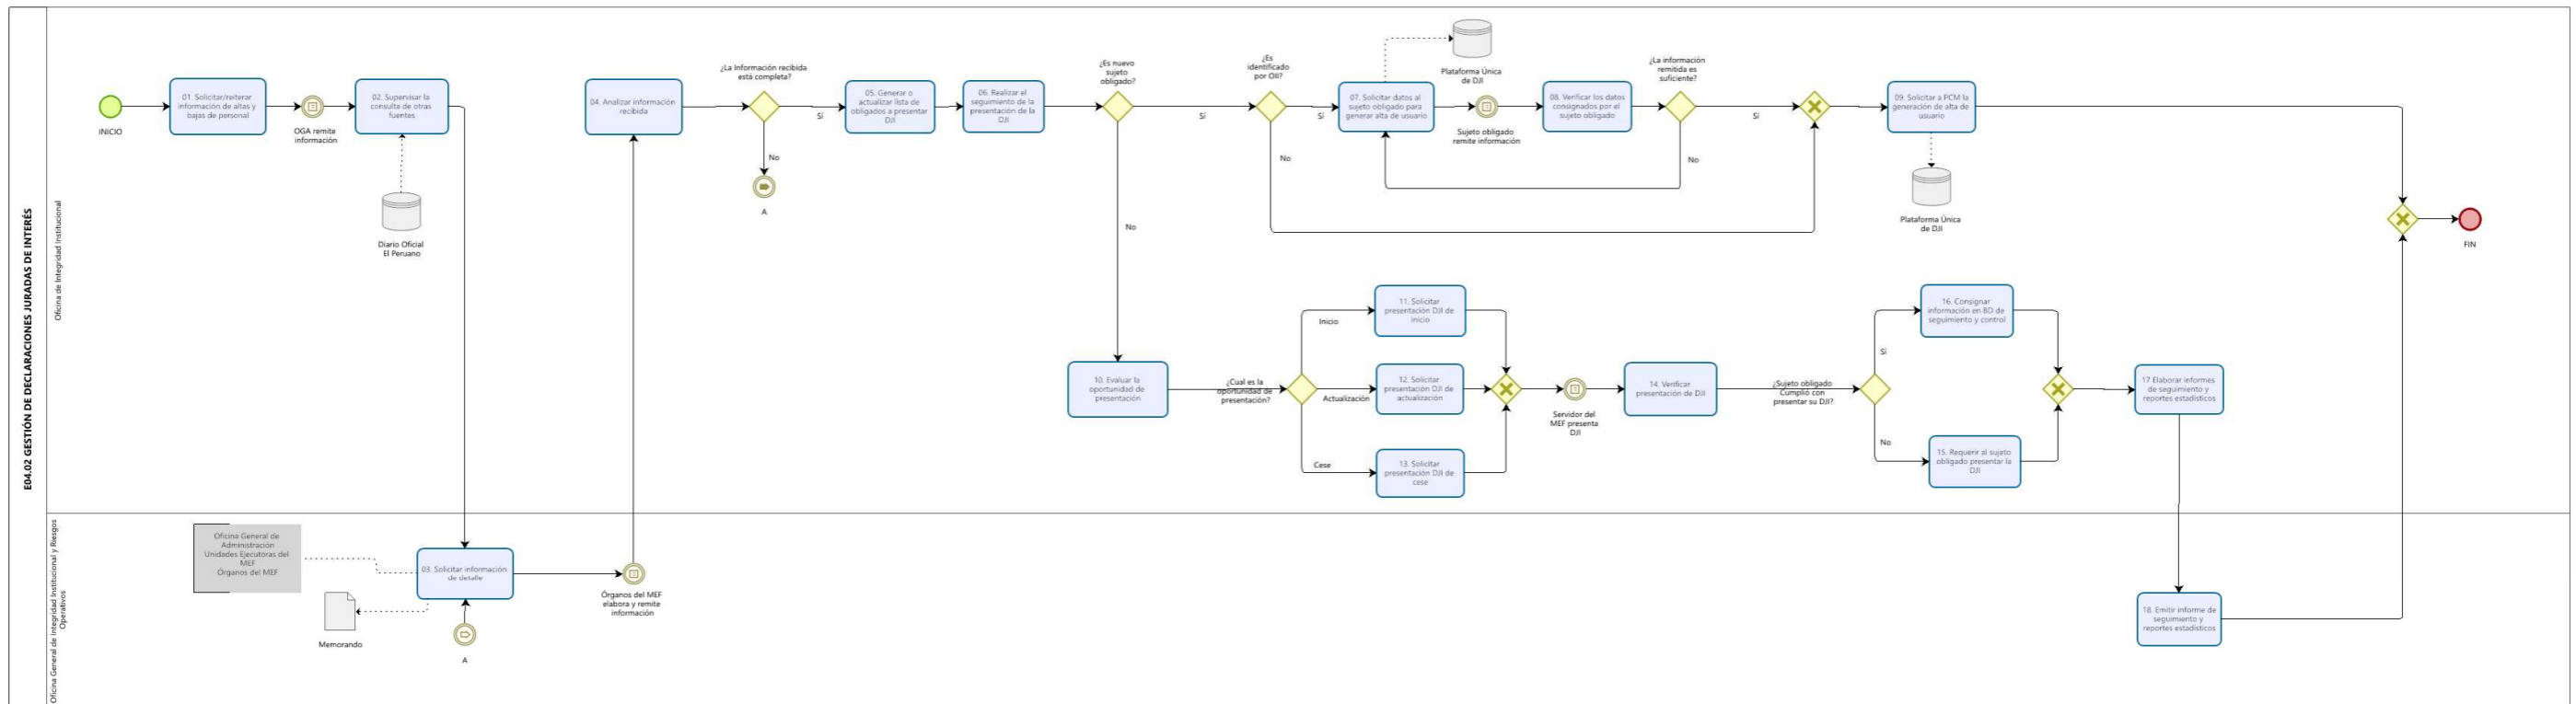 E04.02 GESTIÓN DE DECLARACIONES JURADAS DE INTERÉS
Oficina de Integridad Institucional
INICIO
01. Solicitar/reiterar
información de altas y
bajas de personal
OGA remite
información
02. Supervisar la
consulta de otras
fuentes
Diario Oficial
El Peruano
04. Analizar información
recibida
¿La Información recibida
está completa?
Sí
No
A
05. Generar o
actualizar lista de
obligados a presentar
DJI
06. Realizar el
seguimiento de la
presentación de la
DJI
¿Es nuevo
sujeto
obligado?
Sí
No
¿Es
identificado
por OII?
Sí
No
07. Solicitar datos al
sujeto obligado para
generar alta de usuario
Plataforma Única
de DJI
Sujeto obligado
remite información
08. Verificar los datos
consignados por el
sujeto obligado
¿La información
remitida es
suficiente?
Sí
No
09. Solicitar a PCM la
generación de alta de
usuario
Plataforma Única
de DJI
FIN
10. Evaluar la
oportunidad de
presentación
¿Cual es la
oportunidad de
presentación?
Inicio
Actualización
Cese
11. Solicitar
presentación DJI de
inicio
12. Solicitar
presentación DJI de
actualización
13. Solicitar
presentación DJI de
cese
Servidor del
MEF presenta
DJI
14. Verificar
presentación de DJI
¿Sujeto obligado
Cumplió con
presentar su DJI?
Sí
No
16. Consignar
información en BD de
seguimiento y control
15. Requerir al sujeto
obligado presentar la
DJI
17 Elaborar informes
de seguimiento y
reportes estadísticos
Oficina General de Integridad Institucional y Riesgos
Operativos
Oficina General de
Administración
Unidades Ejecutoras del
MEF
Órganos del MEF
03. Solicitar información
de detalle
Memorando
A
Órganos del MEF
elabora y remite
información
18. Emitir informe de
seguimiento y
reportes estadísticos